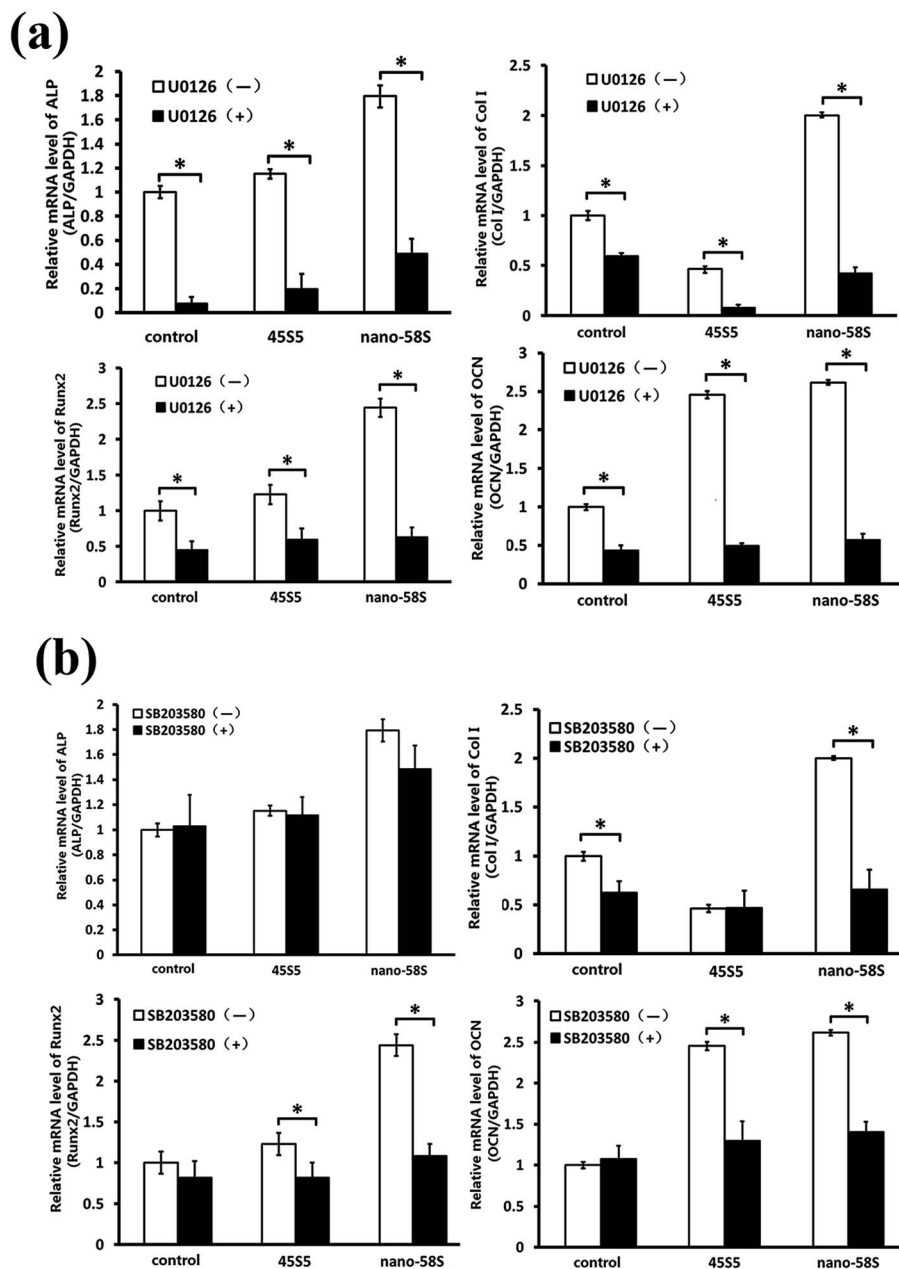 (a)
Relative mRNA level of ALP
(ALP/GAPDH)
2
1.8
1.6
1.4
1.2
1
0.8
0.6
0.4
0.2
0
U0126 (—)
U0126 (+)
*
*
*
control
45S5
nano-58S
Relative mRNA level of Col I
(Col I/GAPDH)
2.5
2
1.5
1
0.5
0
U0126 (—)
U0126 (+)
*
*
*
control
45S5
nano-58S
Relative mRNA level of Runx2
(Runx2/GAPDH)
3
2.5
2
1.5
1
0.5
0
U0126 (—)
U0126 (+)
*
*
*
control
45S5
nano-58S
Relative mRNA level of OCN
(OCN/GAPDH)
3
2.5
2
1.5
1
0.5
0
U0126 (—)
U0126 (+)
*
*
*
control
45S5
nano-58S
(b)
Relative mRNA level of ALP
(ALP/GAPDH)
2
1.8
1.6
1.4
1.2
1
0.8
0.6
0.4
0.2
0
SB203580 (—)
SB203580 (+)
control
45S5
nano-58S
Relative mRNA level of Col I
(Col I/GAPDH)
2.5
2
1.5
1
0.5
0
SB203580 (—)
SB203580 (+)
*
*
control
45S5
nano-58S
Relative mRNA level of Runx2
(Runx2/GAPDH)
3
2.5
2
1.5
1
0.5
0
SB203580 (—)
SB203580 (+)
*
*
control
45S5
nano-58S
Relative mRNA level of OCN
(OCN/GAPDH)
3
2.5
2
1.5
1
0.5
0
SB203580 (—)
SB203580 (+)
*
*
control
45S5
nano-58S